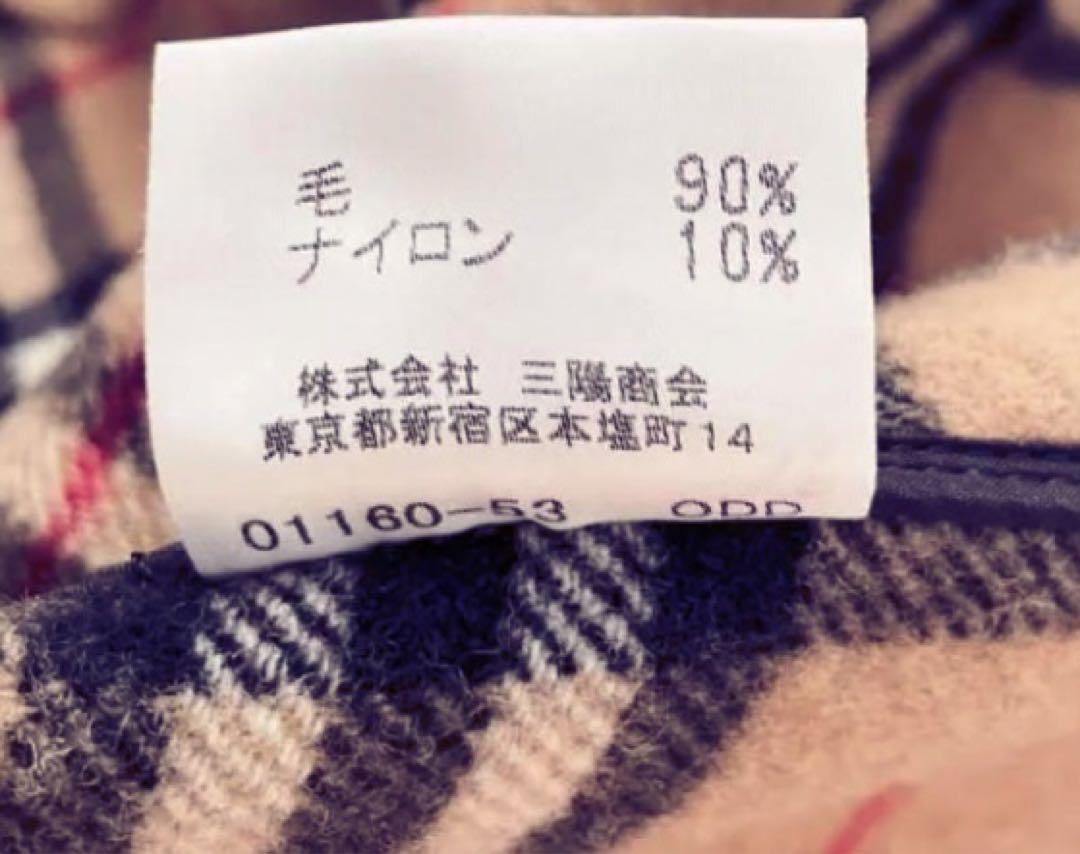 毛 90%
ナイロン 10%
株式会社 三陽商会
東京都新宿区本塩町14
01160-53